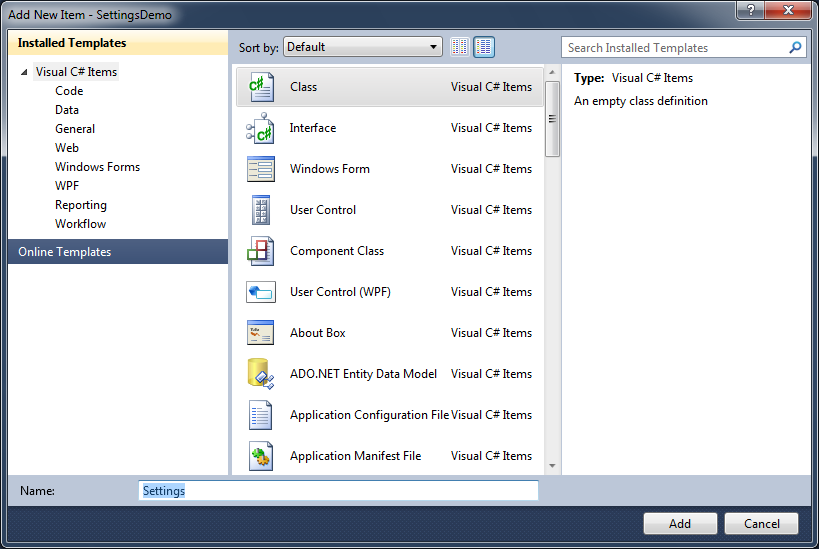 Add New Item - SettingsDemo
Installed Templates
Sort by: Default
Search Installed Templates
Visual C# Items
Code
Data
General
Web
Windows Forms
WPF
Reporting
Workflow
Online Templates
Class Visual C# Items
Interface Visual C# Items
Windows Form Visual C# Items
User Control Visual C# Items
Component Class Visual C# Items
User Control (WPF) Visual C# Items
About Box Visual C# Items
ADO.NET Entity Data Model Visual C# Items
Application Configuration File Visual C# Items
Application Manifest File Visual C# Items
Type: Visual C# Items
An empty class definition
Name: Settings
Add Cancel